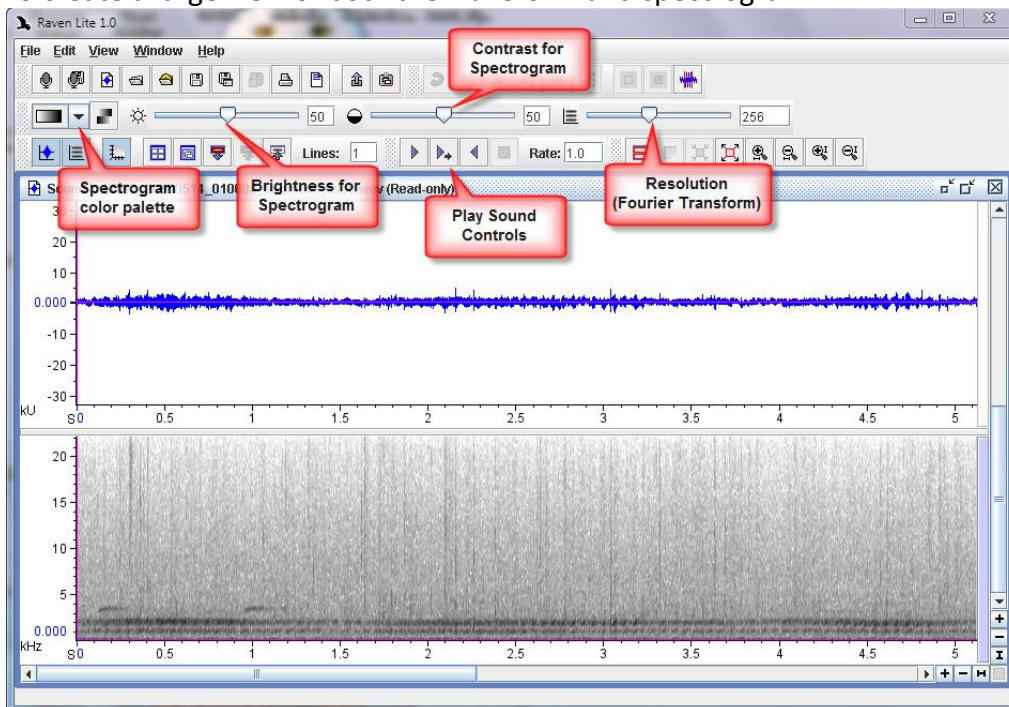 Raven Lite 1.0
File Edit View Window Help
Contrast for
Spectrogram
50
50
256
Lines: 1
Rate: 1.0
Spectrogram
color palette
Brightness for
Spectrogram
Play Sound
Controls
Resolution
(Fourier Transform)
(Read-only)
20
10
0.000
-10
-20
-30
kU
S0 0.5 1 1.5 2 2.5 3 3.5 4 4.5 5
20
15
10
5
0.000
kHz
S0 0.5 1 1.5 2 2.5 3 3.5 4 4.5 5